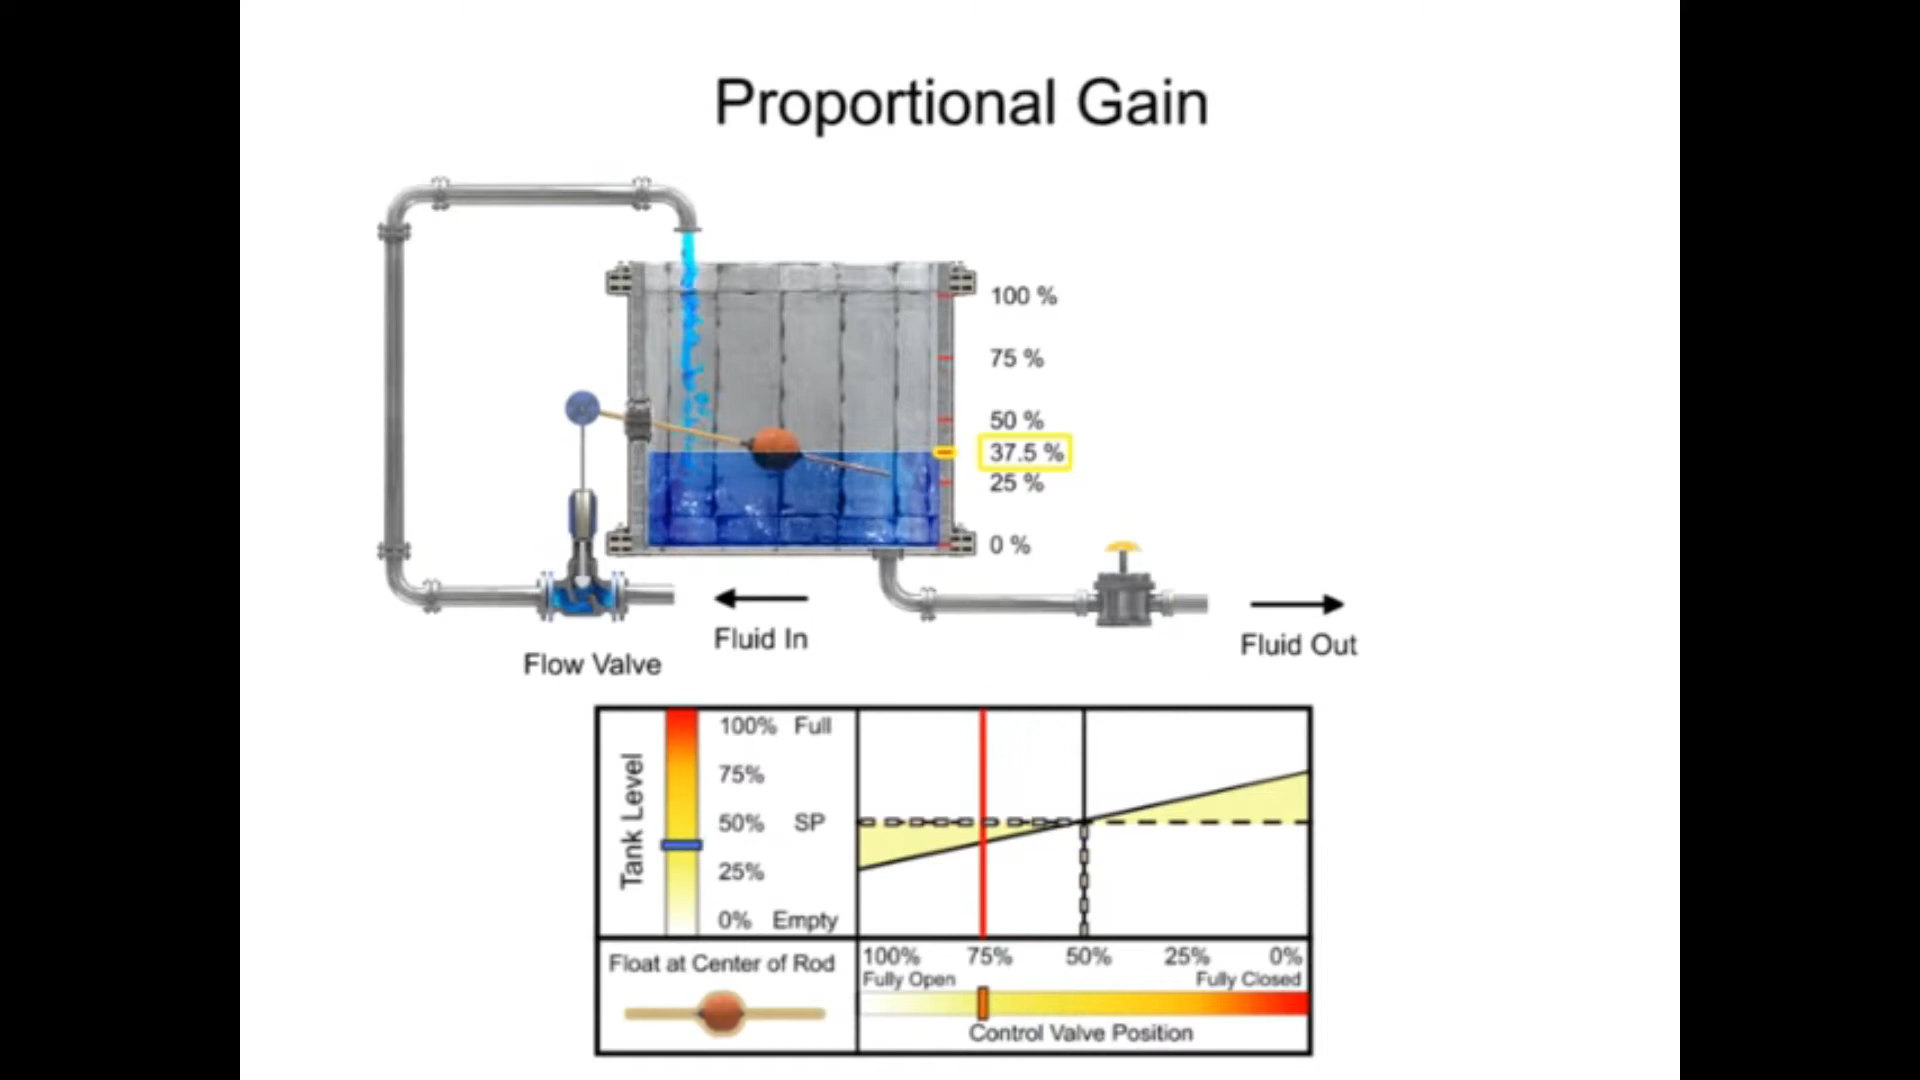 Proportional Gain
100 %
75 %
50 %
37.5 %
25 %
0 %
Fluid In
Fluid Out
Flow Valve
Tank Level
100% Full
75%
50% SP
25%
0% Empty
Float at Center of Rod
100% 75% 50% 25% 0%
Fully Open Fully Closed
Control Valve Position